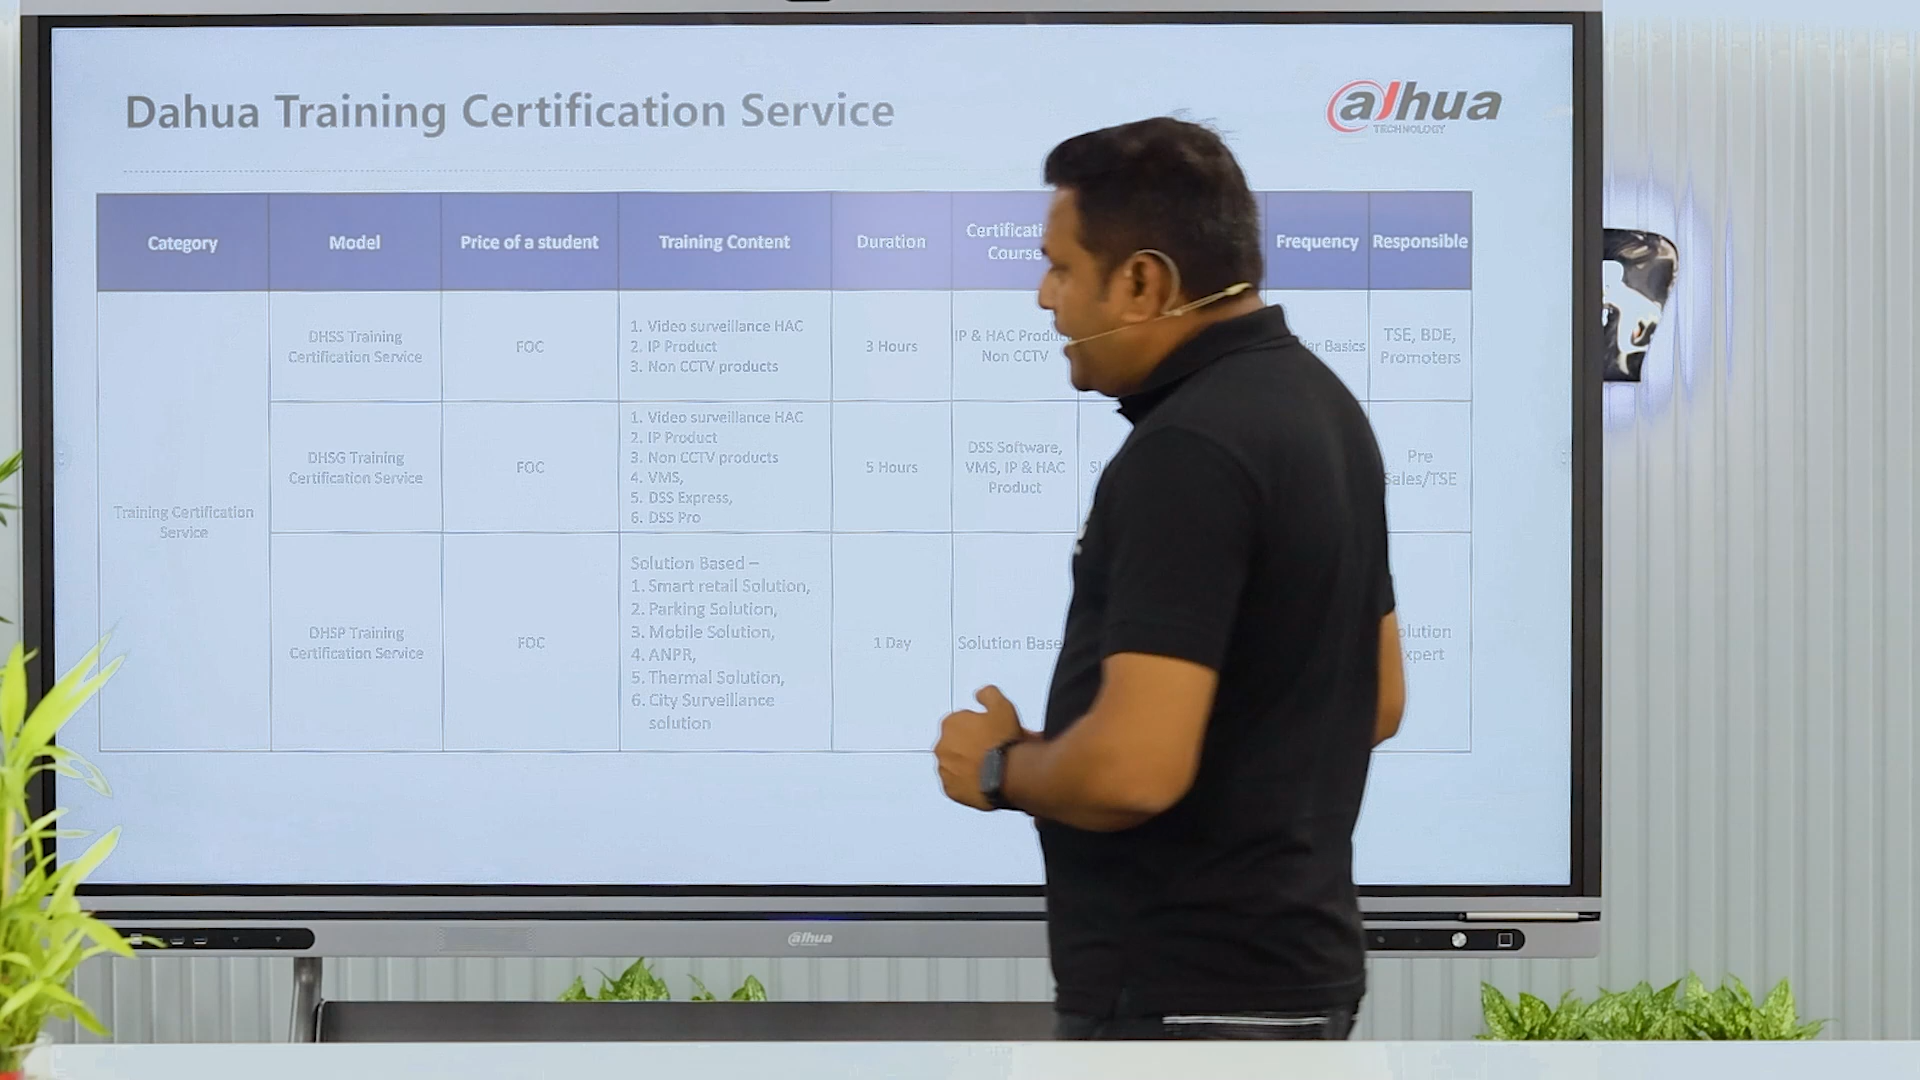 Dahua Training Certification Service
alhua
TECHNOLOGY
Category
Model
Price of a student
Training Content
Duration
Course
Frequency
Responsible
Training Certification
Service
DHSS Training
Certification Service
FOC
1. Video surveillance HAC
2. IP Product
3. Non CCTV products
3 Hours
IP & HAC
Non CCTV
Basics
TSE, BDE,
Promoters
DHSG Training
Certification Service
FOC
1. Video surveillance HAC
2. IP Product
3. Non CCTV products
4. VMS,
5. DSS Express,
6. DSS Pro
5 Hours
DSS Software,
VMS, IP & HAC
Product
Pre
Sales/TSE
DHSP Training
Certification Service
FOC
Solution Based –
1. Smart retail Solution,
2. Parking Solution,
3. Mobile Solution,
4. ANPR,
5. Thermal Solution,
6. City Surveillance
solution
1 Day
Solution
alhua